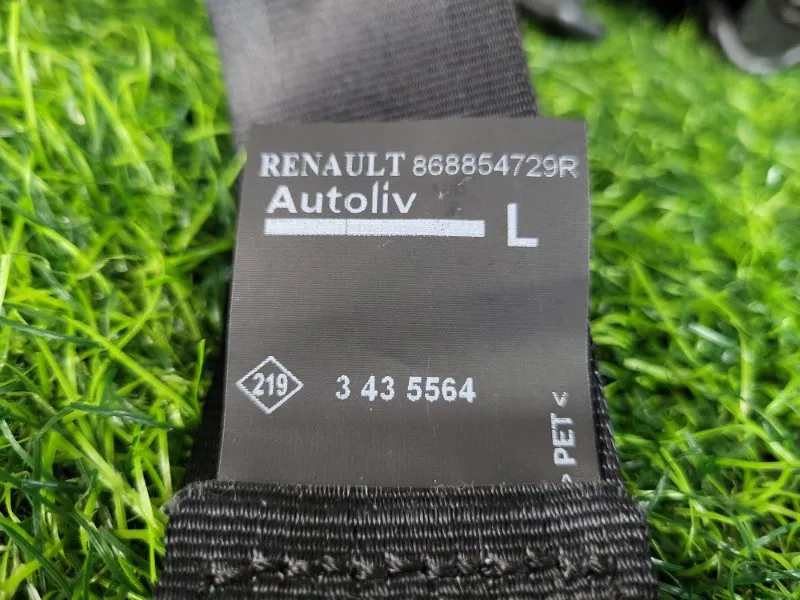 RENAULT 868854729R
Autoliv
L
219 3 43 5564
> PET <